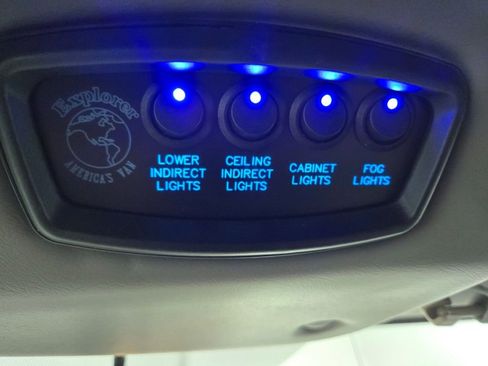 Explorer
AMERICA'S VAN
LOWER
INDIRECT
LIGHTS
CEILING
INDIRECT
LIGHTS
CABINET
LIGHTS
FOG
LIGHTS